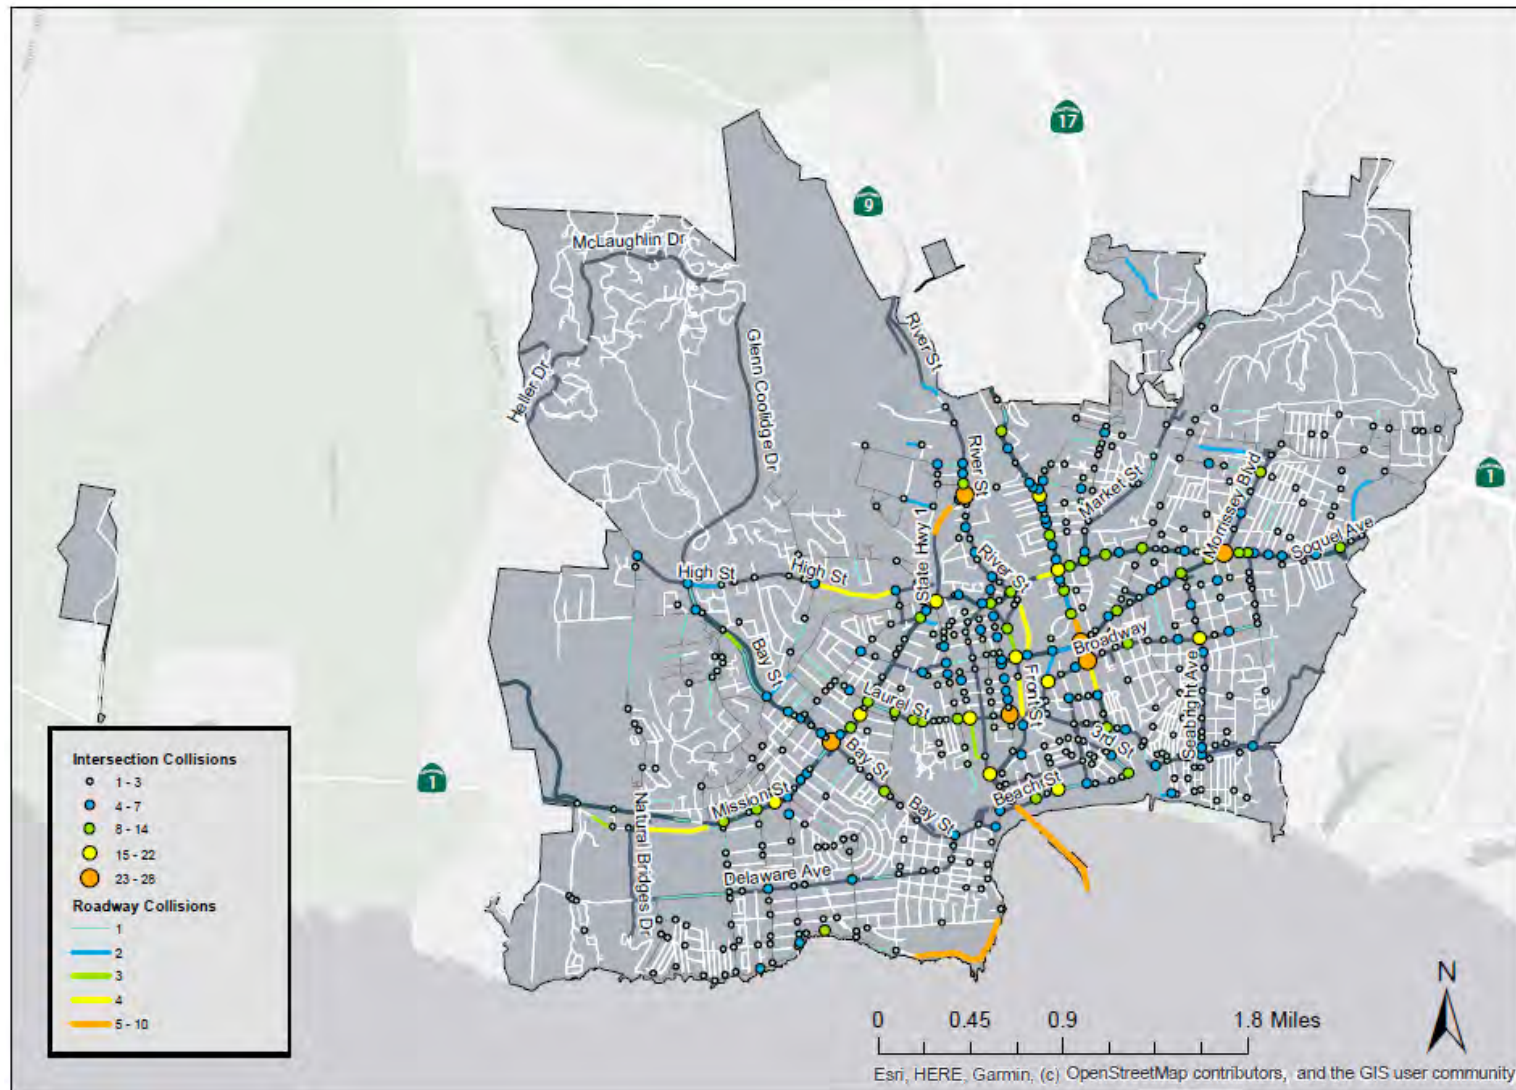 17
9
McLaughlin Dr
River St
Heller Dr
Glenn Coolidge Dr
River St
Market St
Morrissey Blvd
1
State Hwy 1
Soquel Ave
High St
High St
River St
Bay St
Broadway
Laurel St
Front St
Seabright Ave
3rd St
Bay St
1
Mission St
Beach St
Bay St
Natural Bridges Dr
Delaware Ave
Intersection Collisions
1 - 3
4 - 7
8 - 14
15 - 22
23 - 26
Roadway Collisions
1
2
3
4
5 - 10
N
0 0.45 0.9 1.8 Miles
Esri, HERE, Garmin, (c) OpenStreetMap contributors, and the GIS user community